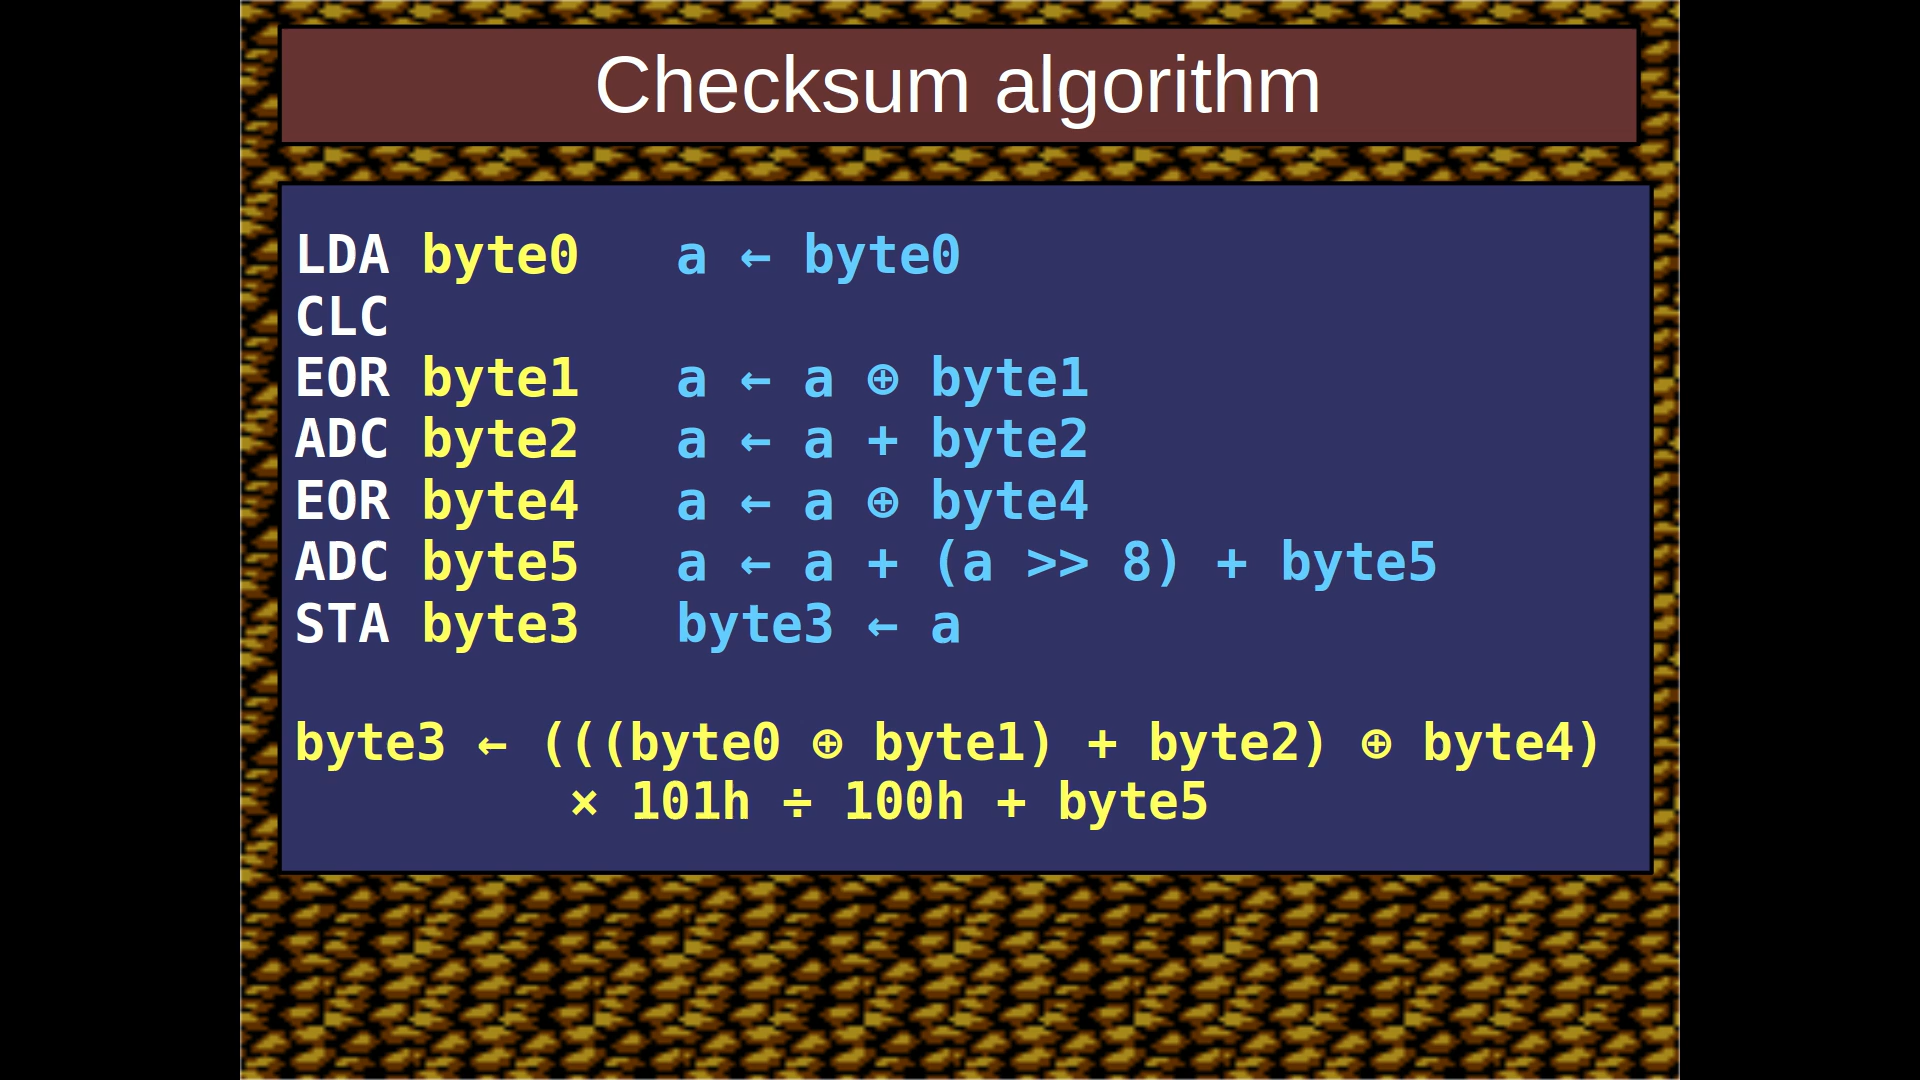 Checksum algorithm
LDA byte0 a ← byte0
CLC
EOR byte1 a ← a ⊕ byte1
ADC byte2 a ← a + byte2
EOR byte4 a ← a ⊕ byte4
ADC byte5 a ← a + (a >> 8) + byte5
STA byte3 byte3 ← a
byte3 ← (((byte0 ⊕ byte1) + byte2) ⊕ byte4)
× 101h ÷ 100h + byte5